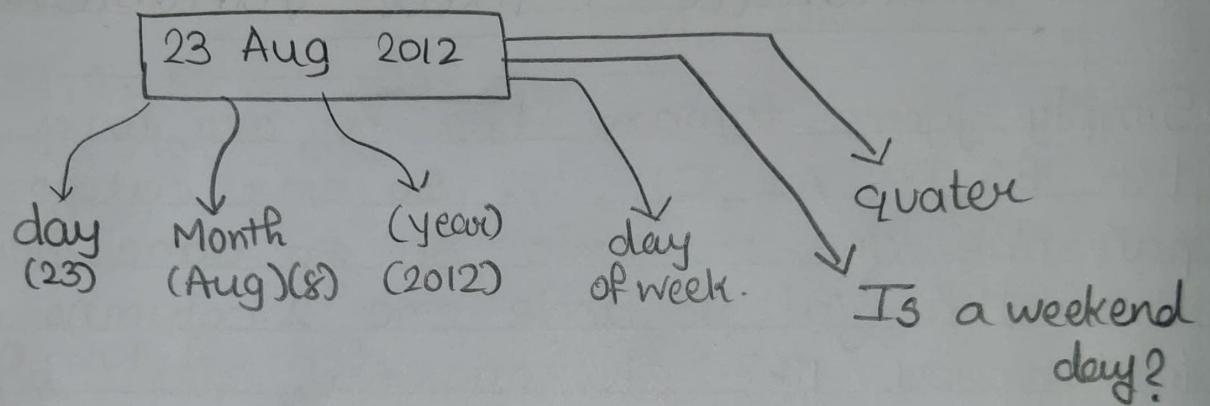 23 Aug 2012
day
(23)
Month
(Aug)(8)
(year)
(2012)
day
of week.
quater
Is a weekend
day?